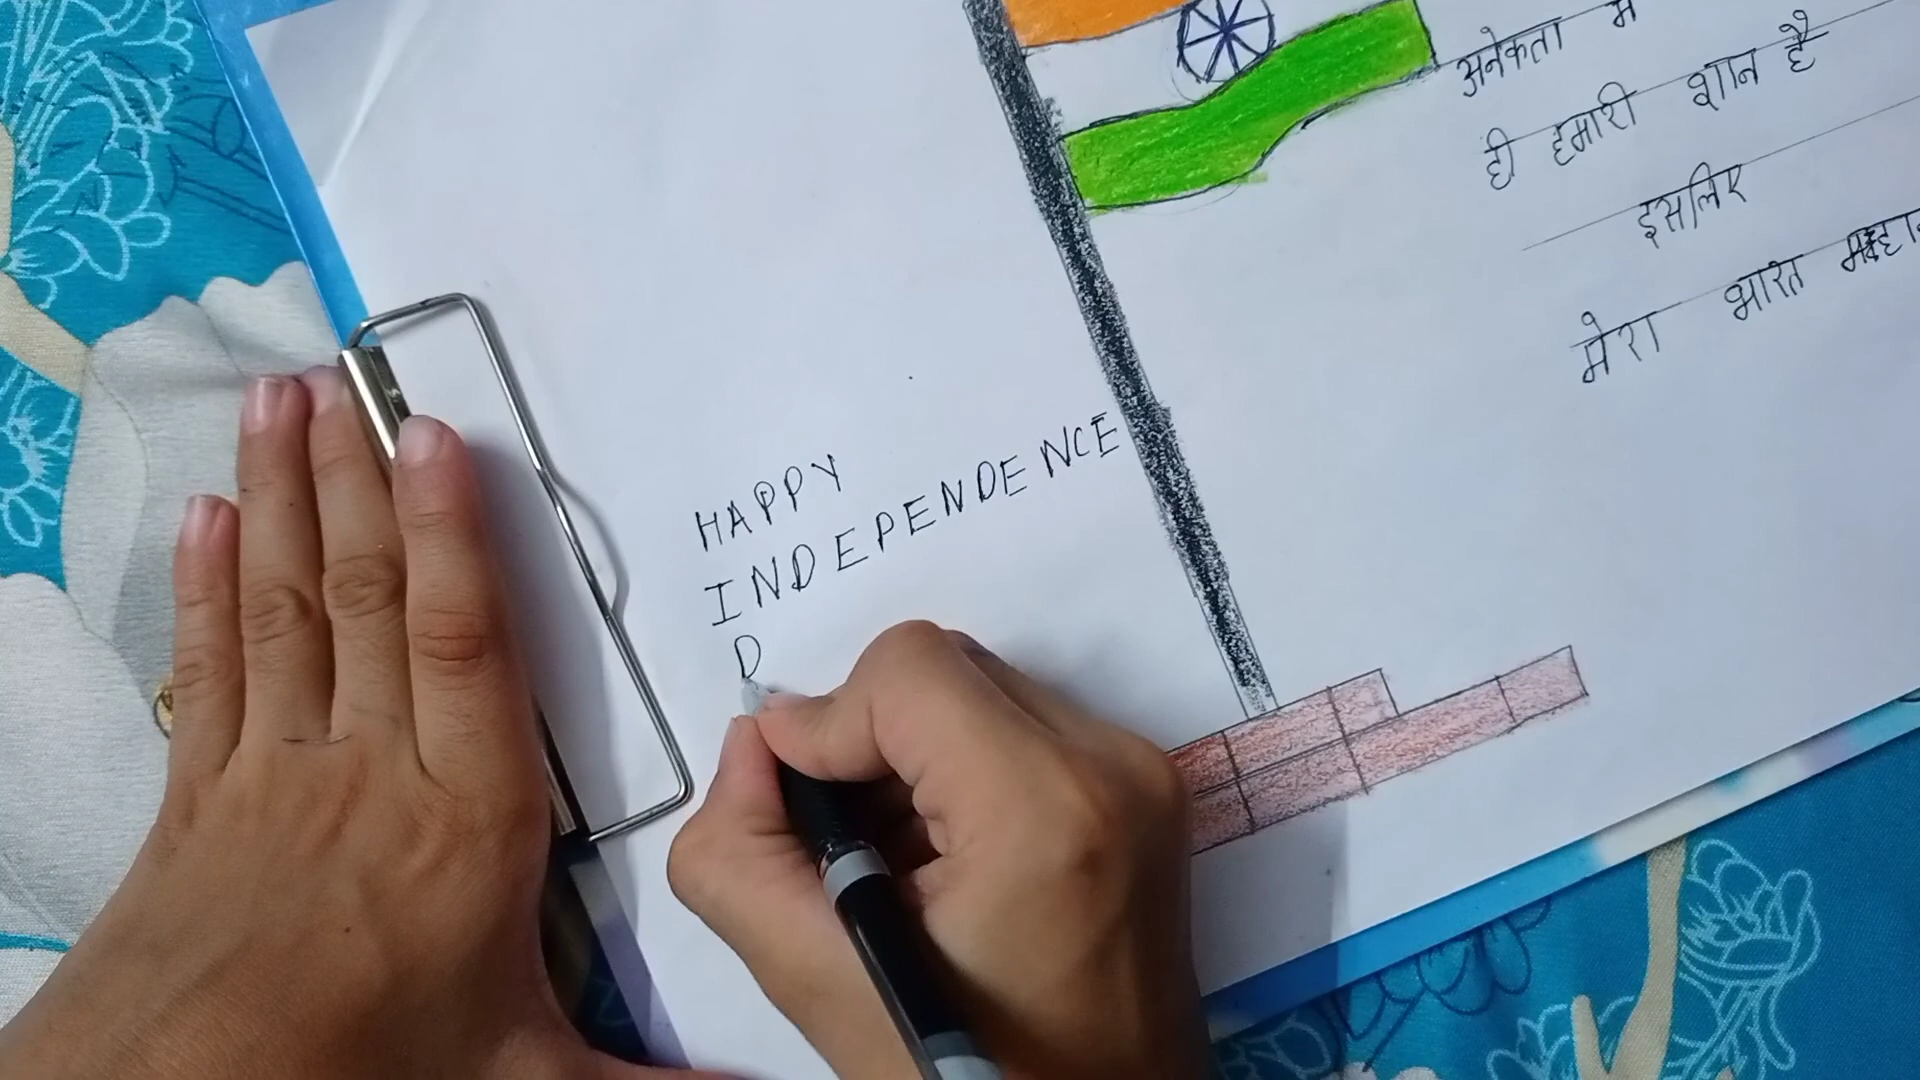 अनेकता में
ही हमारी शान है
इसलिए
मेरा भारत
HAPPY
INDEPENDENCE
D